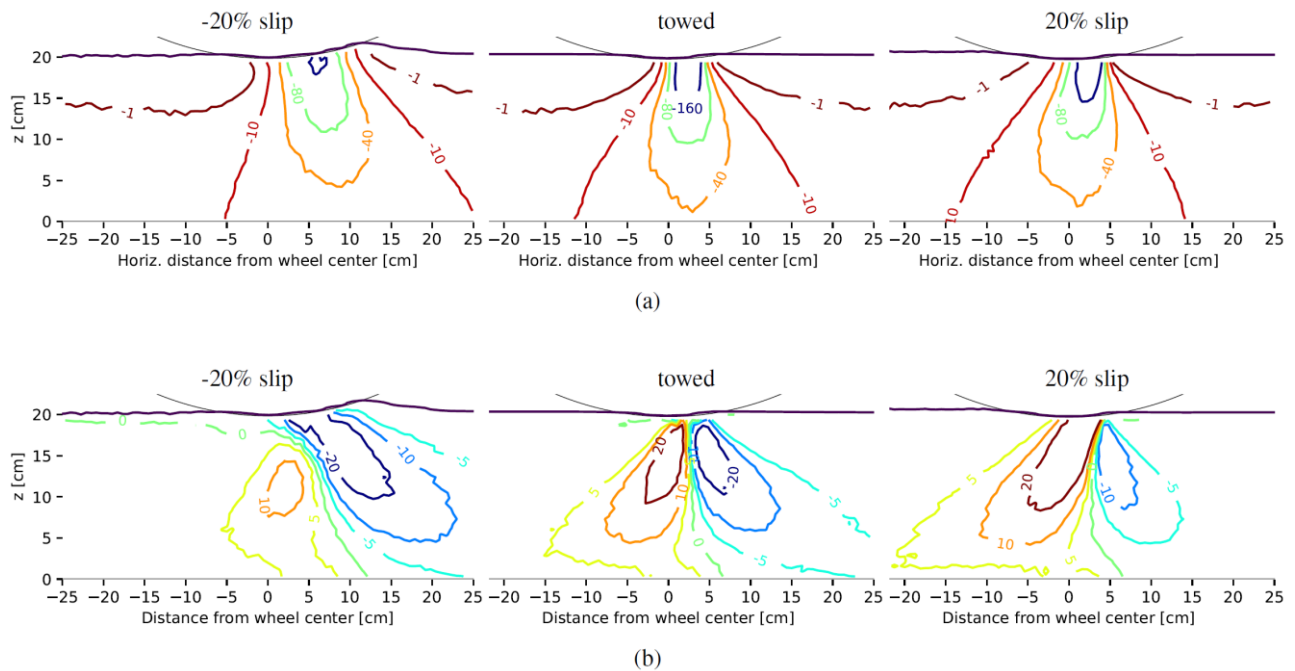 -20% slip towed 20% slip
20
15
10
5
0
z [cm]
-1 -10 -80 -40 -10 -1
-1 -10 -80 -160 -40 -10 -1
-1 -10 -80 -40 -10 -1
-25 -20 -15 -10 -5 0 5 10 15 20 25 -20 -15 -10 -5 0 5 10 15 20 25 -20 -15 -10 -5 0 5 10 15 20 25
Horiz. distance from wheel center [cm] Horiz. distance from wheel center [cm] Horiz. distance from wheel center [cm]
(a)
-20% slip towed 20% slip
20
15
10
5
0
z [cm]
0 0 10 5 -5 -20 -10 -5
5 20 10 0 -20 -5
5 20 10 -10 -5
-25 -20 -15 -10 -5 0 5 10 15 20 25 -20 -15 -10 -5 0 5 10 15 20 25 -20 -15 -10 -5 0 5 10 15 20 25
Distance from wheel center [cm] Distance from wheel center [cm] Distance from wheel center [cm]
(b)